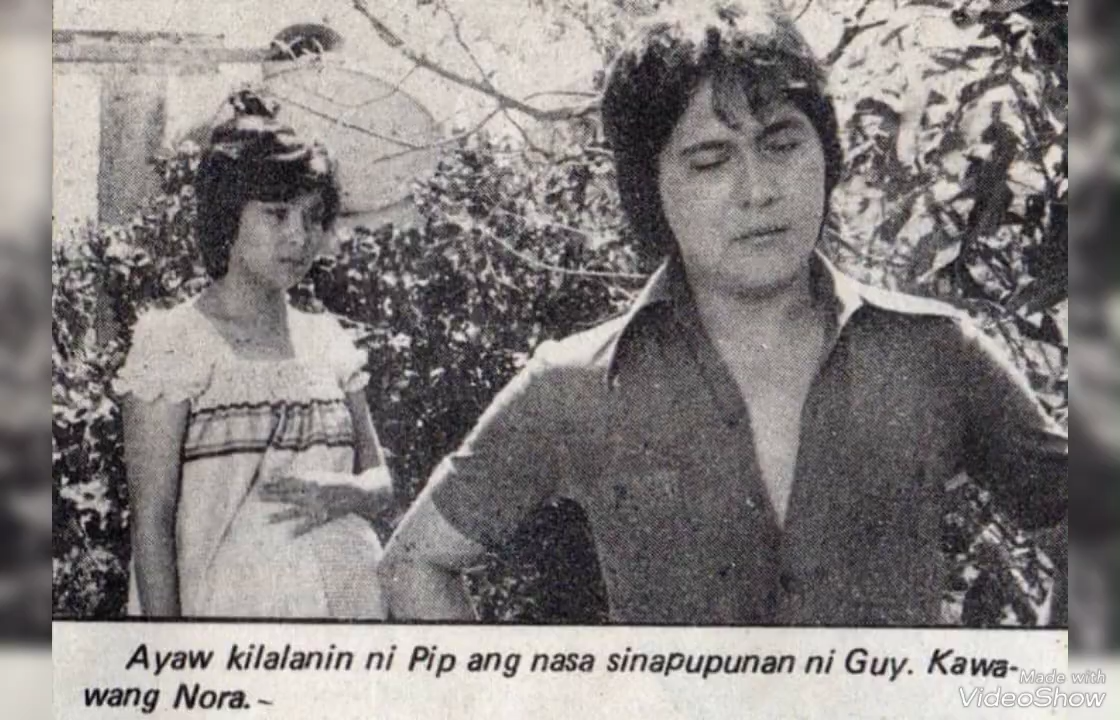 Ayaw kilalanin ni Pip ang nasa sinapupunan ni Guy. Kawa-
wang Nora. ~
Made with
VideoShow